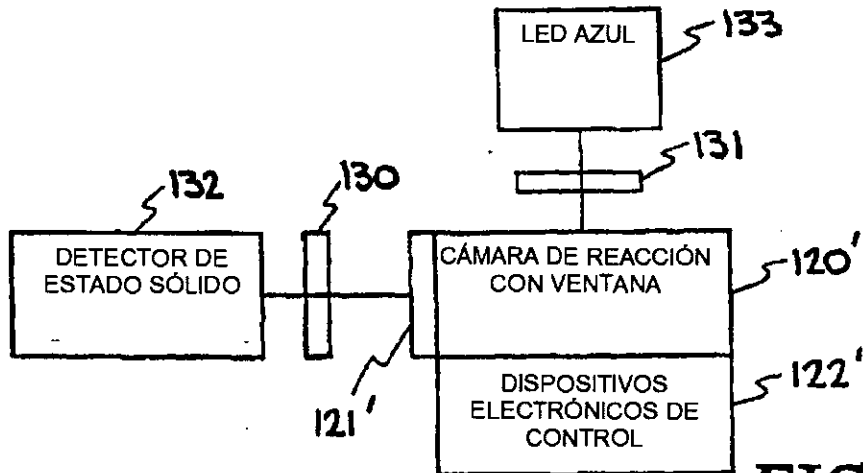 LED AZUL
133
131
132
130
DETECTOR DE
ESTADO SÓLIDO
CÁMARA DE REACCIÓN
CON VENTANA
120'
121'
DISPOSITIVOS
ELECTRÓNICOS DE
CONTROL
122'